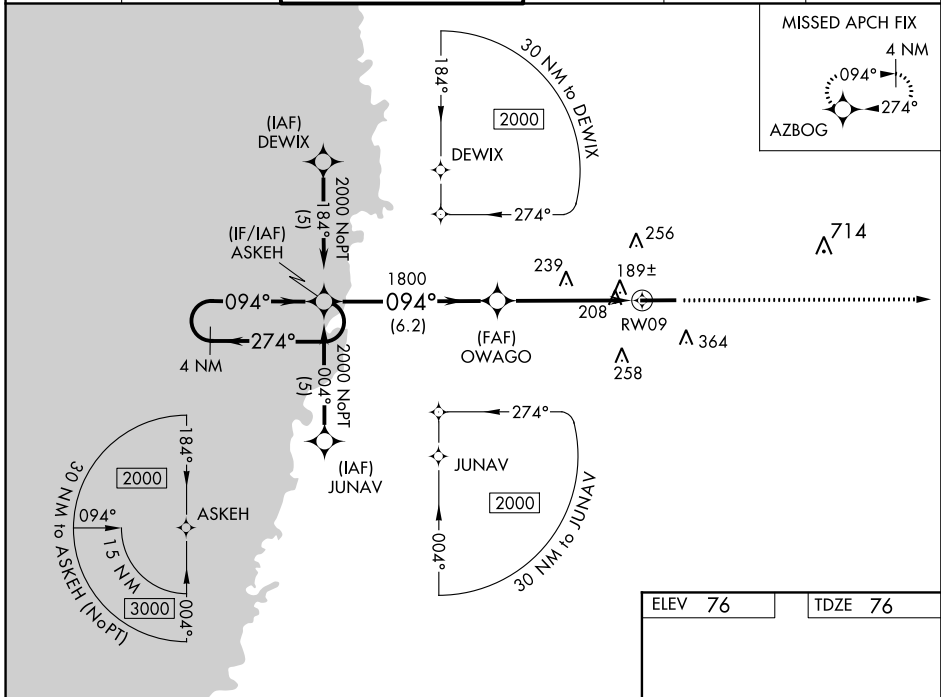 MISSED APCH FIX
4 NM
094°
274°
AZBOG
30 NM to DEWIX
184°
2000
DEWIX
274°
(IAF)
DEWIX
2000 NoPT
184°
(5)
(IF/IAF)
ASKEH
094°
274°
4 NM
1800
094°
(6.2)
(FAF)
OWAGO
239
256
189±
208
RW09
714
364
258
2000 NoPT
004°
(5)
(IAF)
JUNAV
274°
JUNAV
2000
004°
30 NM to JUNAV
184°
2000
ASKEH
094°
15 NM
3000
004°
30 NM to ASKEH (NoPT)
ELEV 76
TDZE 76